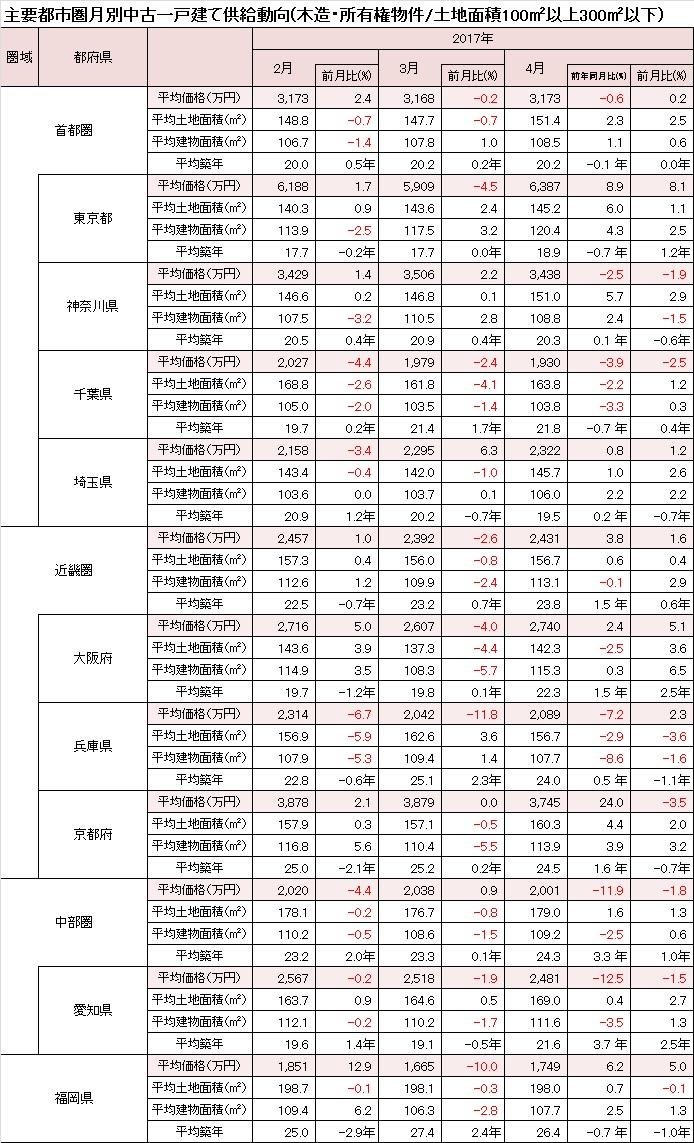 主要都市圏月別中古一戸建て供給動向(木造・所有権物件/土地面積100㎡以上300㎡以下)
圏域 都府県 2017年
2月 前月比(%) 3月 前月比(%) 4月 前年同月比(%) 前月比(%)
首都圏
平均価格(万円) 3,173 2.4 3,168 -0.2 3,173 -0.6 0.2
平均土地面積(㎡) 148.8 -0.7 147.7 -0.7 151.4 2.3 2.5
平均建物面積(㎡) 106.7 -1.4 107.8 1.0 108.5 1.1 0.6
平均築年 20.0 0.5年 20.2 0.2年 20.2 -0.1 年 0.0年
東京都
平均価格(万円) 6,188 1.7 5,909 -4.5 6,387 8.9 8.1
平均土地面積(㎡) 140.3 0.9 143.6 2.4 145.2 6.0 1.1
平均建物面積(㎡) 113.9 -2.5 117.5 3.2 120.4 4.3 2.5
平均築年 17.7 -0.2年 17.7 0.0年 18.9 -0.7 年 1.2年
神奈川県
平均価格(万円) 3,429 1.4 3,506 2.2 3,438 -2.5 -1.9
平均土地面積(㎡) 146.6 0.2 146.8 0.1 151.0 5.7 2.9
平均建物面積(㎡) 107.5 -3.2 110.5 2.8 108.8 2.4 -1.5
平均築年 20.5 0.4年 20.9 0.4年 20.3 0.1 年 -0.6年
千葉県
平均価格(万円) 2,027 -4.4 1,979 -2.4 1,930 -3.9 -2.5
平均土地面積(㎡) 168.8 -2.6 161.8 -4.1 163.8 -2.2 1.2
平均建物面積(㎡) 105.0 -2.0 103.5 -1.4 103.8 -3.3 0.3
平均築年 19.7 0.2年 21.4 1.7年 21.8 -0.7 年 0.4年
埼玉県
平均価格(万円) 2,158 -3.4 2,295 6.3 2,322 0.8 1.2
平均土地面積(㎡) 143.4 -0.4 142.0 -1.0 145.7 1.0 2.6
平均建物面積(㎡) 103.6 0.0 103.7 0.1 106.0 2.2 2.2
平均築年 20.9 1.2年 20.2 -0.7年 19.5 0.2 年 -0.7年
近畿圏
平均価格(万円) 2,457 1.0 2,392 -2.6 2,431 3.8 1.6
平均土地面積(㎡) 157.3 0.4 156.0 -0.8 156.7 0.6 0.4
平均建物面積(㎡) 112.6 1.2 109.9 -2.4 113.1 -0.1 2.9
平均築年 22.5 -0.7年 23.2 0.7年 23.8 1.5 年 0.6年
大阪府
平均価格(万円) 2,716 5.0 2,607 -4.0 2,740 2.4 5.1
平均土地面積(㎡) 143.6 3.9 137.3 -4.4 142.3 -2.5 3.6
平均建物面積(㎡) 114.9 3.5 108.3 -5.7 115.3 0.3 6.5
平均築年 19.7 -1.2年 19.8 0.1年 22.3 1.5 年 2.5年
兵庫県
平均価格(万円) 2,314 -6.7 2,042 -11.8 2,089 -7.2 2.3
平均土地面積(㎡) 156.9 -5.9 162.6 3.6 156.7 -2.9 -3.6
平均建物面積(㎡) 107.9 -5.3 109.4 1.4 107.7 -8.6 -1.6
平均築年 22.8 -0.6年 25.1 2.3年 24.0 0.5 年 -1.1年
京都府
平均価格(万円) 3,878 2.1 3,879 0.0 3,745 24.0 -3.5
平均土地面積(㎡) 157.9 0.3 157.1 -0.5 160.3 4.4 2.0
平均建物面積(㎡) 116.8 5.6 110.4 -5.5 113.9 3.9 3.2
平均築年 25.0 -2.1年 25.2 0.2年 24.5 1.6 年 -0.7年
中部圏
平均価格(万円) 2,020 -4.4 2,038 0.9 2,001 -11.9 -1.8
平均土地面積(㎡) 178.1 -0.2 176.7 -0.8 179.0 1.6 1.3
平均建物面積(㎡) 110.2 -0.5 108.6 -1.5 109.2 -2.5 0.6
平均築年 23.2 2.0年 23.3 0.1年 24.3 3.3 年 1.0年
愛知県
平均価格(万円) 2,567 -0.2 2,518 -1.9 2,481 -12.5 -1.5
平均土地面積(㎡) 163.7 0.9 164.6 0.5 169.0 0.4 2.7
平均建物面積(㎡) 112.1 -0.2 110.2 -1.7 111.6 -3.5 1.3
平均築年 19.6 1.4年 19.1 -0.5年 21.6 3.7 年 2.5年
福岡県
平均価格(万円) 1,851 12.9 1,665 -10.0 1,749 6.2 5.0
平均土地面積(㎡) 198.7 -0.1 198.1 -0.3 198.0 0.7 -0.1
平均建物面積(㎡) 109.4 6.2 106.3 -2.8 107.7 2.5 1.3
平均築年 25.0 -2.9年 27.4 2.4年 26.4 -0.7 年 -1.0年